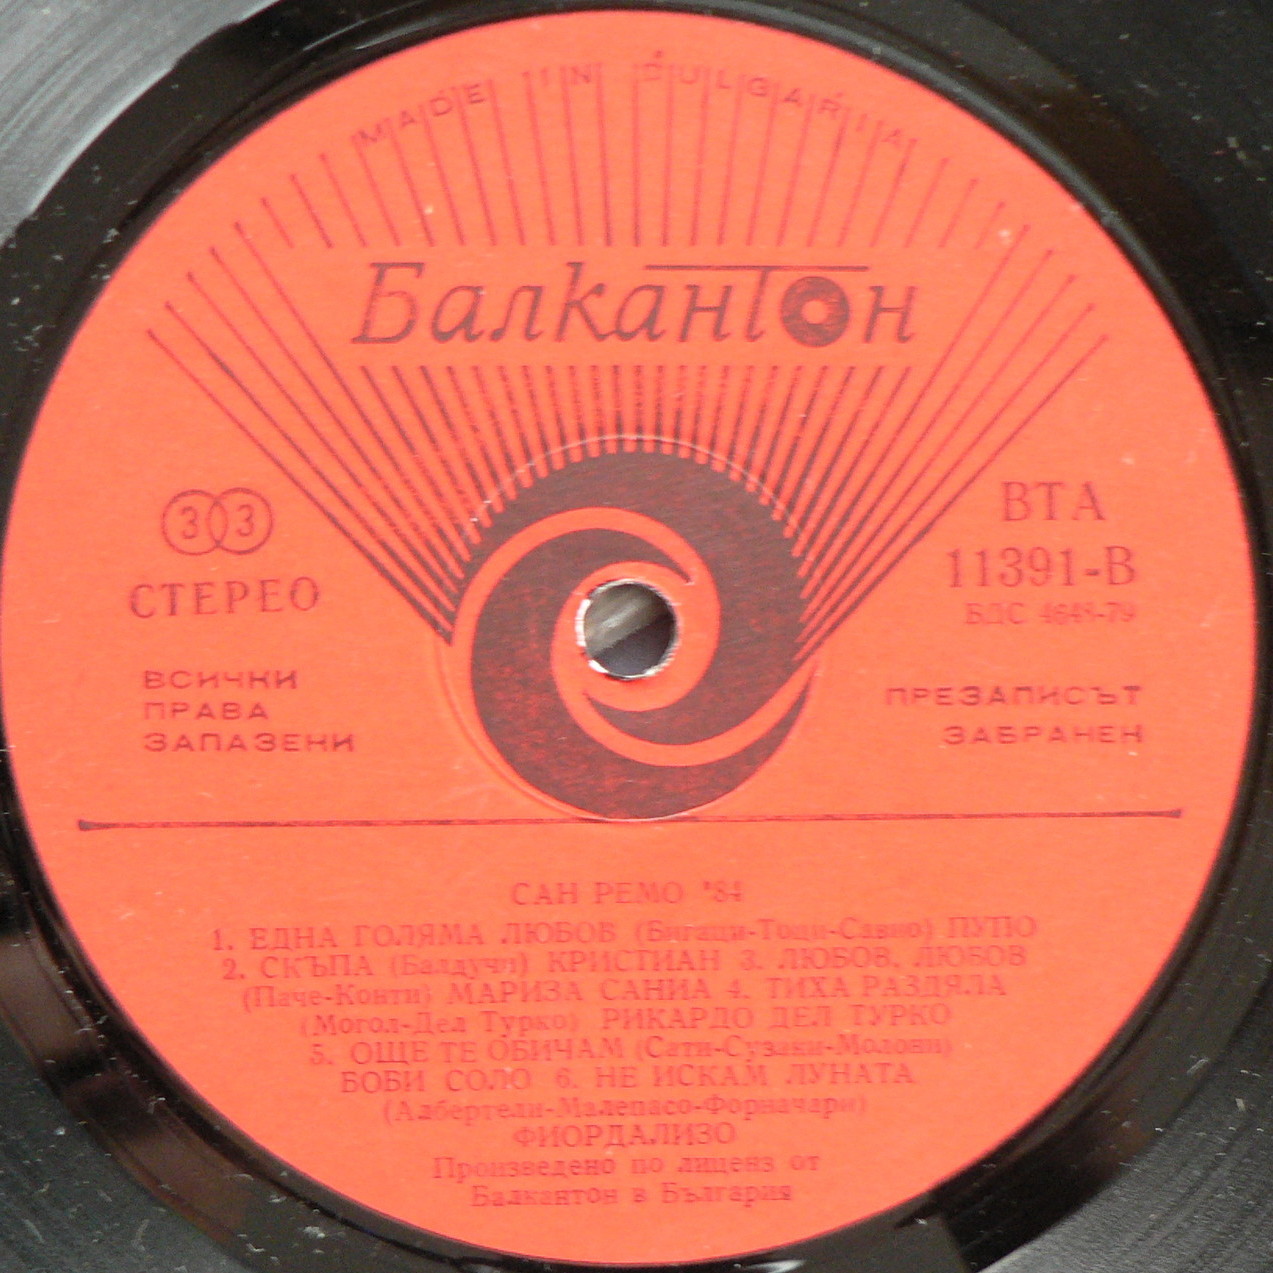 MADE IN BULGARIA
Балкантон
33
СТЕРЕО
ВТА
11391-В
БДС 4648-79
ВСИЧКИ
ПРАВА
ЗАПАЗЕНИ
ПРЕЗАПИСЪТ
ЗАБРАНЕН
САН РЕМО '84
1. ЕДНА ГОЛЯМА ЛЮБОВ (Бигаци-Тоци-Савио) ПУПО
2. СКЪПА (Балдучи) КРИСТИАН 3. ЛЮБОВ, ЛЮБОВ
(Паче-Конти) МАРИЗА САНИА 4. ТИХА РАЗДЯЛА
(Могол-Дел Турко) РИКАРДО ДЕЛ ТУРКО
5. ОЩЕ ТЕ ОБИЧАМ (Сати-Сузаки-Молони)
БОБИ СОЛО 6. НЕ ИСКАМ ЛУНАТА
(Албертели-Малепасо-Форначари)
ФИОРДАЛИЗО
Произведено по лиценз от
Балкантон в България